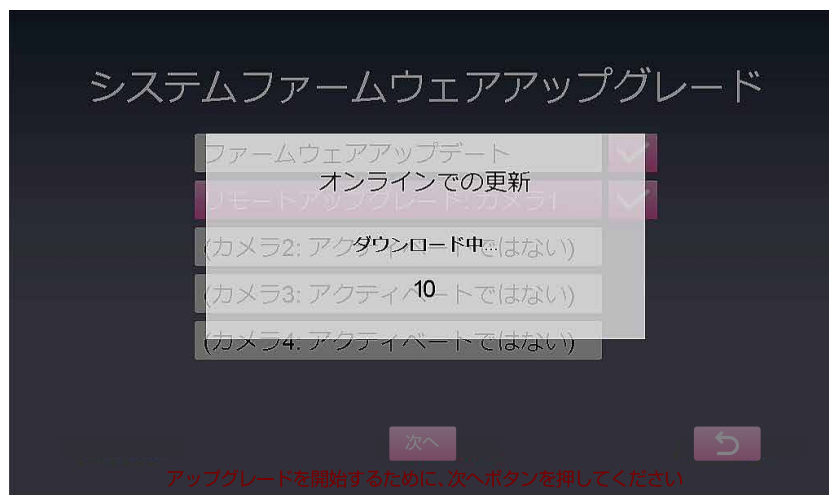 システムファームウェアアップグレード
ファームウェアアップデート
オンラインでの更新
リモートアップグレード: カメラ1
(カメラ2: アクティベートではない)
ダウンロード中...
(カメラ3: アクティベートではない)
10
(カメラ4: アクティベートではない)
次へ
アップグレードを開始するために、次へボタンを押してください